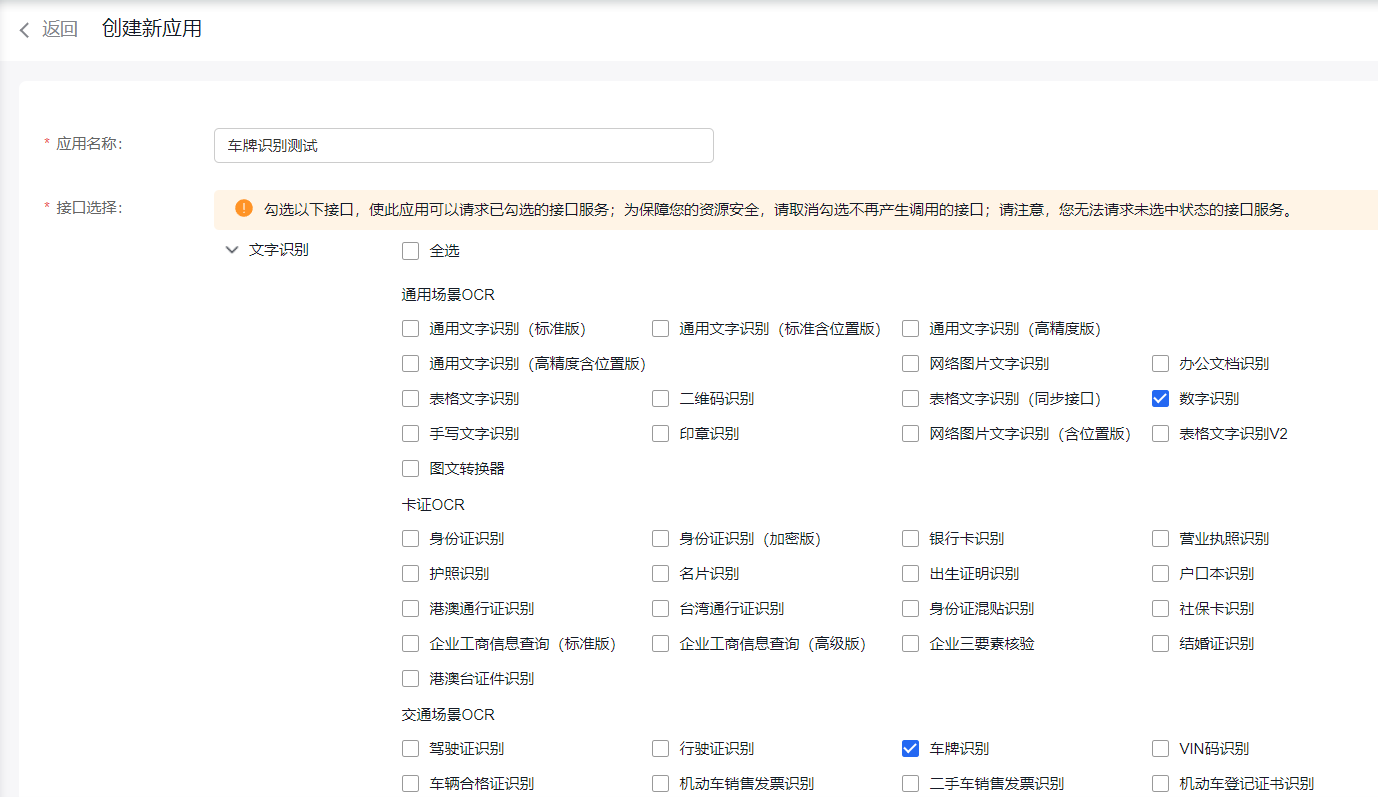 返回 创建新应用
* 应用名称： 车牌识别测试
* 接口选择： 勾选以下接口，使此应用可以请求已勾选的接口服务；为保障您的资源安全，请取消勾选不再产生调用的接口；请注意，您无法请求未选中状态的接口服务。
文字识别 全选
通用场景OCR
通用文字识别（标准版） 通用文字识别（标准含位置版） 通用文字识别（高精度版）
通用文字识别（高精度含位置版） 网络图片文字识别 办公文档识别
表格文字识别 二维码识别 表格文字识别（同步接口） 数字识别
手写文字识别 印章识别 网络图片文字识别（含位置版） 表格文字识别V2
图文转换器
卡证OCR
身份证识别 身份证识别（加密版） 银行卡识别 营业执照识别
护照识别 名片识别 出生证明识别 户口本识别
港澳通行证识别 台湾通行证识别 身份证混贴识别 社保卡识别
企业工商信息查询（标准版） 企业工商信息查询（高级版） 企业三要素核验 结婚证识别
港澳台证件识别
交通场景OCR
驾驶证识别 行驶证识别 车牌识别 VIN码识别
车辆合格证识别 机动车销售发票识别 二手车销售发票识别 机动车登记证书识别